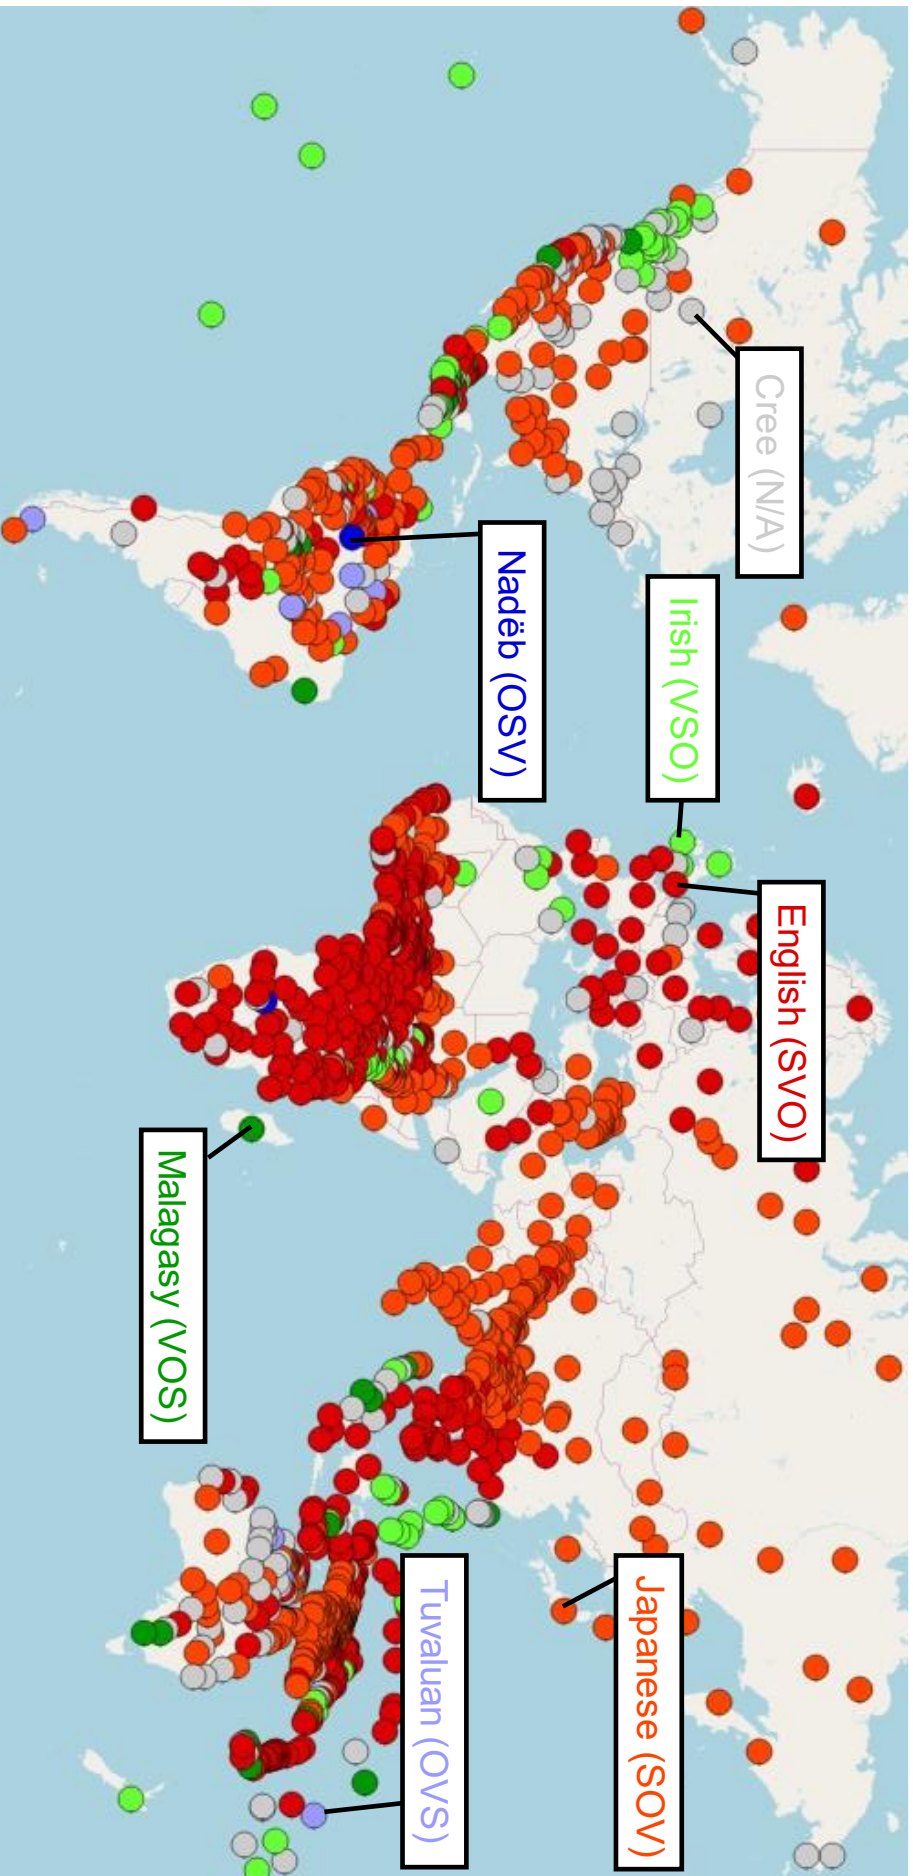 Cree (N/A)
Irish (VSO)
English (SVO)
Japanese (SOV)
Nadëb (OSV)
Tuvaluan (OVS)
Malagasy (VOS)